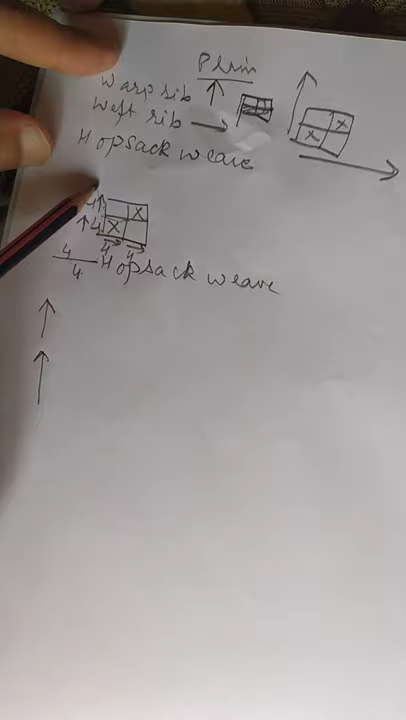 Plain
Warp rib
Weft rib
Hopsack weave
X
X
4 X
4 X
4 4
4
4 Hopsack weave